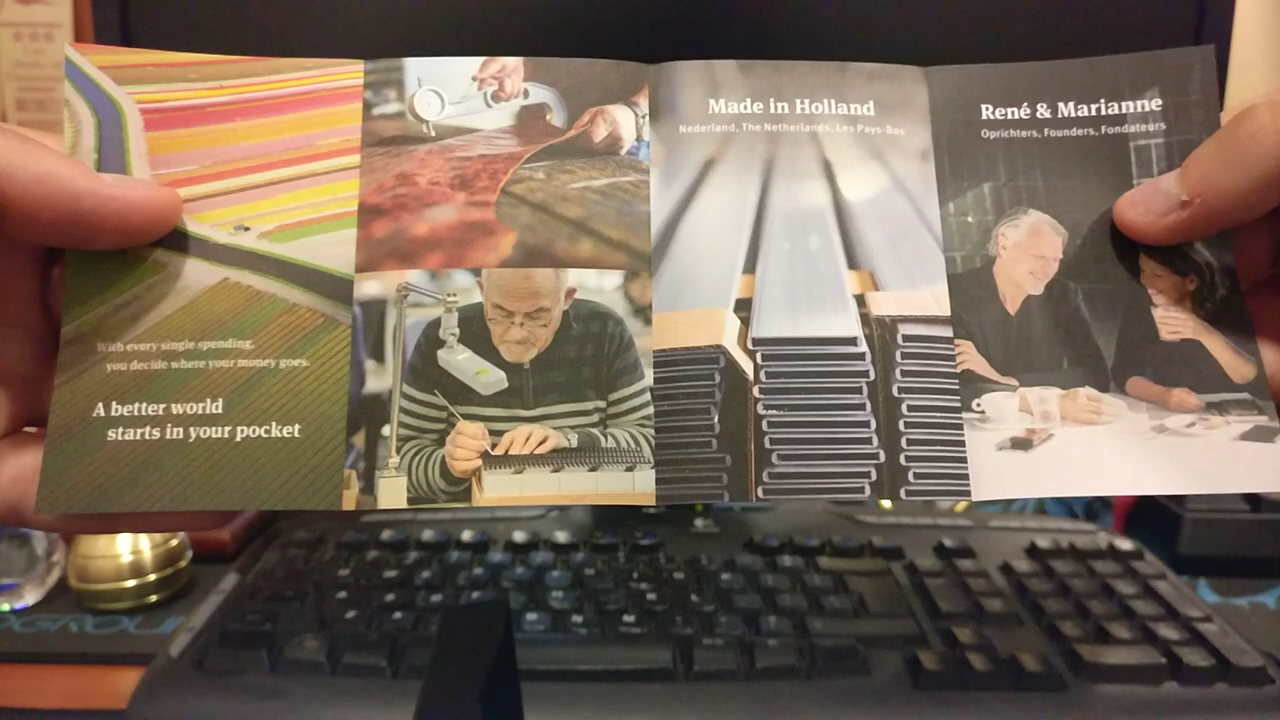 With every single spending,
you decide where your money goes.
A better world
starts in your pocket
Made in Holland
Nederland, The Netherlands, Les Pays-Bas
René & Marianne
Oprichters, Founders, Fondateurs